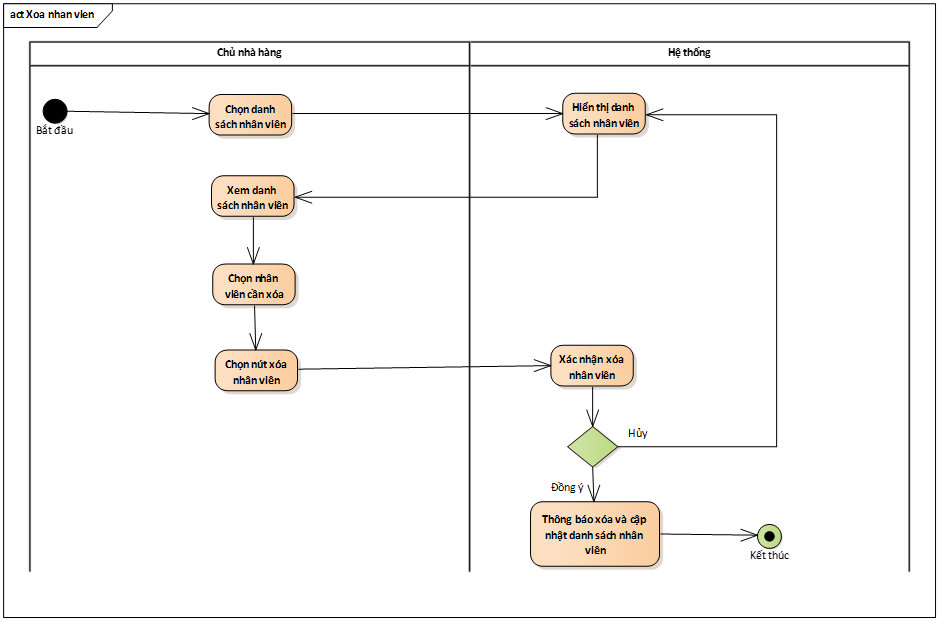 act Xoa nhan vien
Chủ nhà hàng
Hệ thống
Bắt đầu
Chọn danh
sách nhân viên
Hiển thị danh
sách nhân viên
Xem danh
sách nhân viên
Chọn nhân
viên cần xóa
Chọn nút xóa
nhân viên
Xác nhận xóa
nhân viên
Hủy
Đồng ý
Thông báo xóa và cập
nhật danh sách nhân
viên
Kết thúc